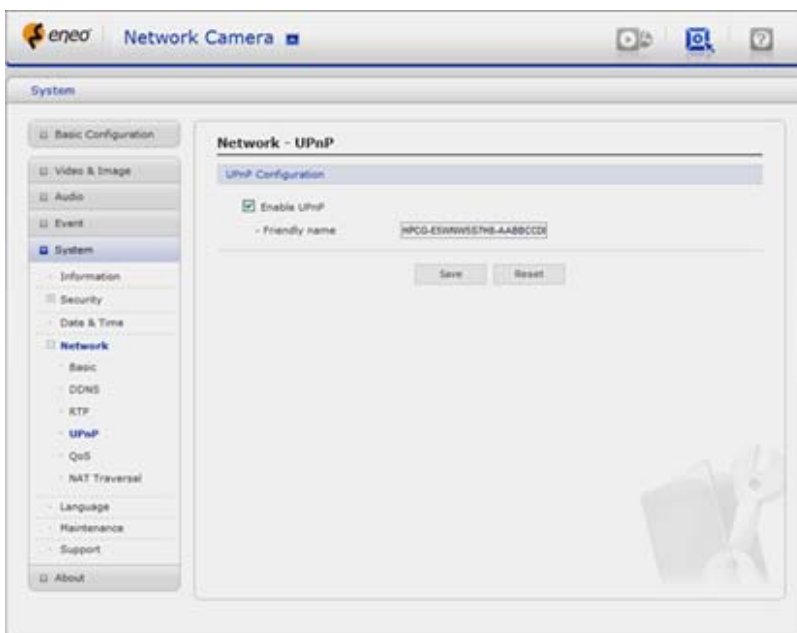 eneo Network Camera
System
Basic Configuration
Video & Image
Audio
Event
System
Information
Security
Date & Time
Network
Basic
DDNS
RTP
UPnP
QoS
NAT Traversal
Language
Maintenance
Support
About
Network - UPnP
UPnP Configuration
Enable UPnP
- Friendly name
Save Reset